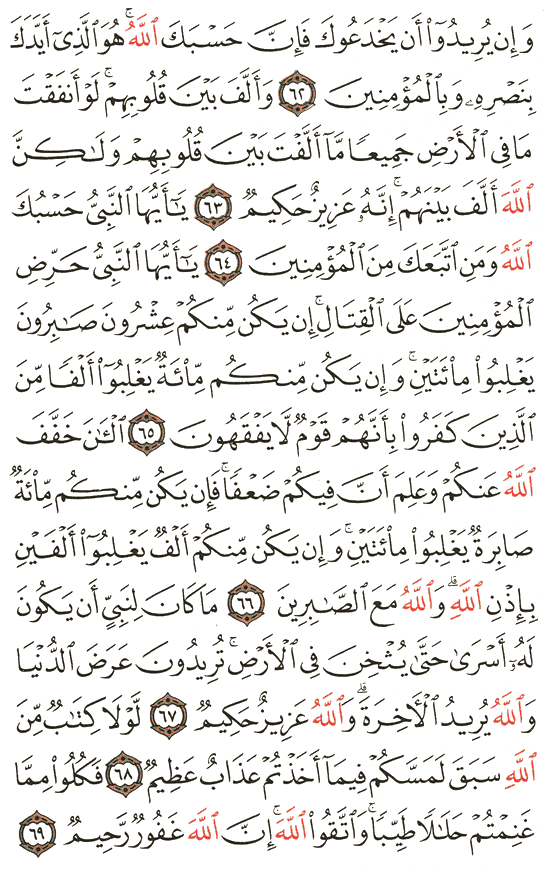 وَإِن يُرِيدُوٓا۟ أَن يَخْدَعُوكَ فَإِنَّ حَسْبَكَ ٱللَّهُ ۚ هُوَ ٱلَّذِىٓ أَيَّدَكَ
بِنَصْرِهِۦ وَبِٱلْمُؤْمِنِينَ ٦٢ وَأَلَّفَ بَيْنَ قُلُوبِهِمْ ۚ لَوْ أَنفَقْتَ
مَا فِى ٱلْأَرْضِ جَمِيعًا مَّآ أَلَّفْتَ بَيْنَ قُلُوبِهِمْ وَلَـٰكِنَّ
ٱللَّهَ أَلَّفَ بَيْنَهُمْ ۚ إِنَّهُۥ عَزِيزٌ حَكِيمٌ ٦٣ يَـٰٓأَيُّهَا ٱلنَّبِىُّ حَسْبُكَ
ٱللَّهُ وَمَنِ ٱتَّبَعَكَ مِنَ ٱلْمُؤْمِنِينَ ٦٤ يَـٰٓأَيُّهَا ٱلنَّبِىُّ حَرِّضِ
ٱلْمُؤْمِنِينَ عَلَى ٱلْقِتَالِ ۚ إِن يَكُن مِّنكُمْ عِشْرُونَ صَـٰبِرُونَ
يَغْلِبُوا۟ مِا۟ئَتَيْنِ ۚ وَإِن يَكُن مِّنكُم مِّا۟ئَةٌ يَغْلِبُوٓا۟ أَلْفًا مِّنَ
ٱلَّذِينَ كَفَرُوا۟ بِأَنَّهُمْ قَوْمٌ لَّا يَفْقَهُونَ ٦٥ ٱلْـَٔـٰنَ خَفَّفَ
ٱللَّهُ عَنكُمْ وَعَلِمَ أَنَّ فِيكُمْ ضَعْفًا ۚ فَإِن يَكُن مِّنكُم مِّا۟ئَةٌ
صَابِرَةٌ يَغْلِبُوا۟ مِا۟ئَتَيْنِ ۚ وَإِن يَكُن مِّنكُمْ أَلْفٌ يَغْلِبُوٓا۟ أَلْفَيْنِ
بِإِذْنِ ٱللَّهِ ۗ وَٱللَّهُ مَعَ ٱلصَّـٰبِرِينَ ٦٦ مَا كَانَ لِنَبِىٍّ أَن يَكُونَ
لَهُۥٓ أَسْرَىٰ حَتَّىٰ يُثْخِنَ فِى ٱلْأَرْضِ ۚ تُرِيدُونَ عَرَضَ ٱلدُّنْيَا
وَٱللَّهُ يُرِيدُ ٱلْـَٔاخِرَةَ ۗ وَٱللَّهُ عَزِيزٌ حَكِيمٌ ٦٧ لَّوْلَا كِتَـٰبٌ مِّنَ
ٱللَّهِ سَبَقَ لَمَسَّكُمْ فِيمَآ أَخَذْتُمْ عَذَابٌ عَظِيمٌ ٦٨ فَكُلُوا۟ مِمَّا
غَنِمْتُمْ حَلَـٰلًا طَيِّبًا ۚ وَٱتَّقُوا۟ ٱللَّهَ ۚ إِنَّ ٱللَّهَ غَفُورٌ رَّحِيمٌ ٦٩